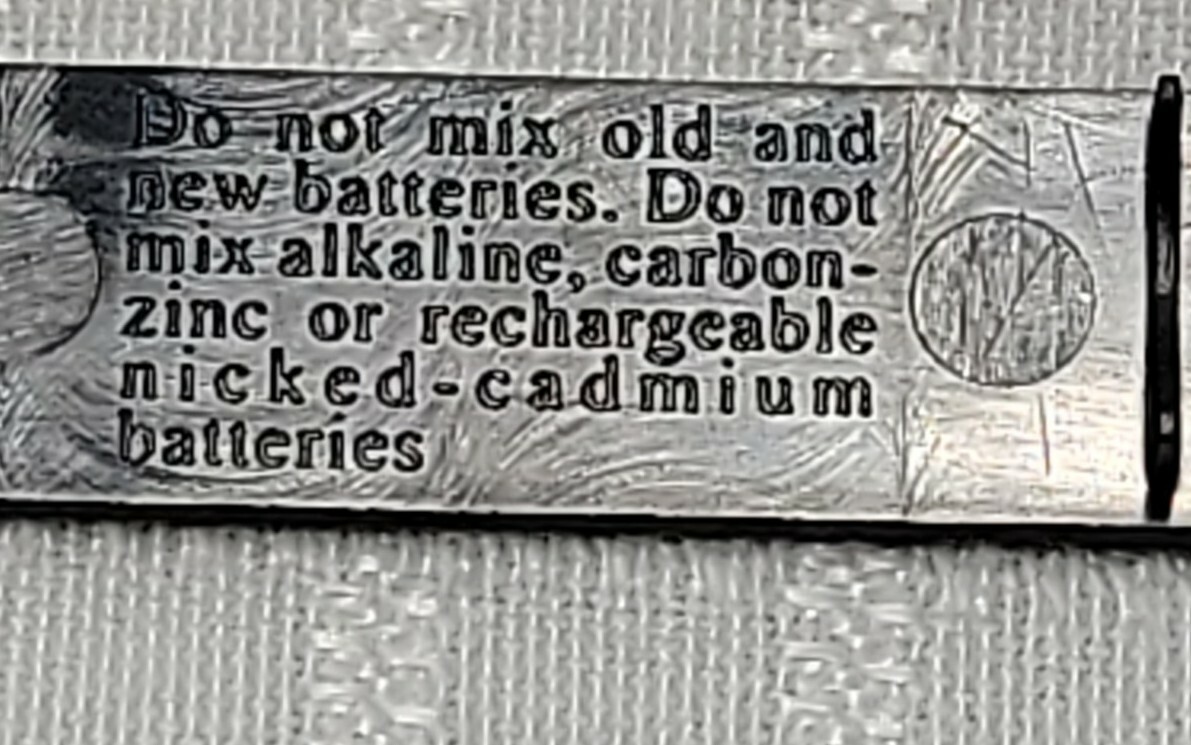 Do not mix old and
new batteries. Do not
mix alkaline, carbon-
zinc or rechargeable
nicked-cadmium
batteries